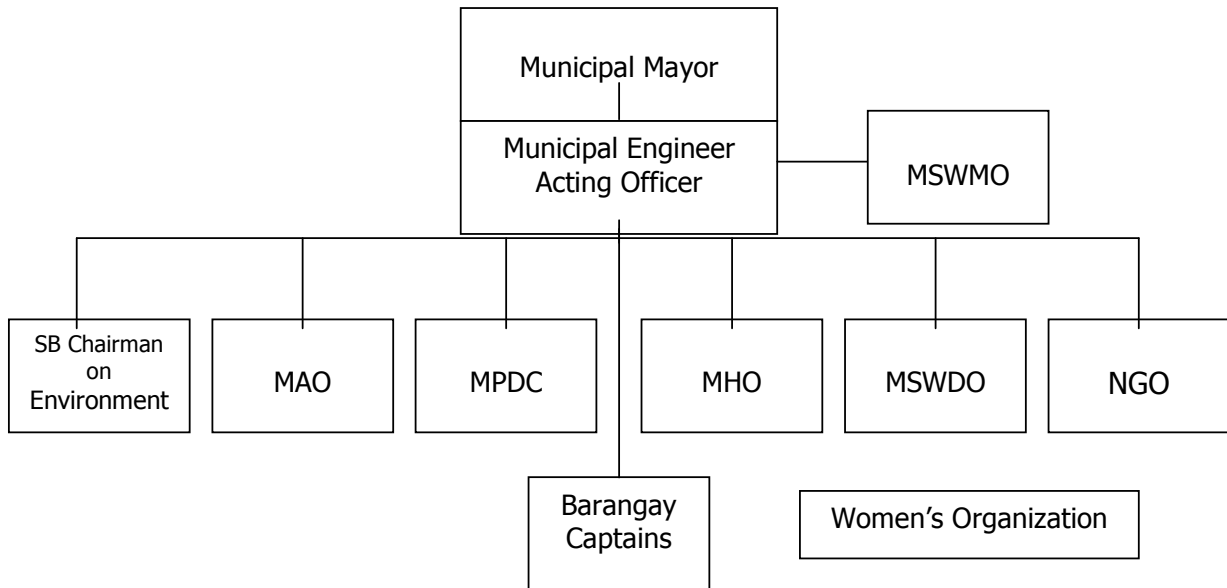 Municipal Mayor
Municipal Engineer
Acting Officer
MSWMO
SB Chairman
on
Environment
MAO
MPDC
MHO
MSWDO
NGO
Barangay
Captains
Women’s Organization